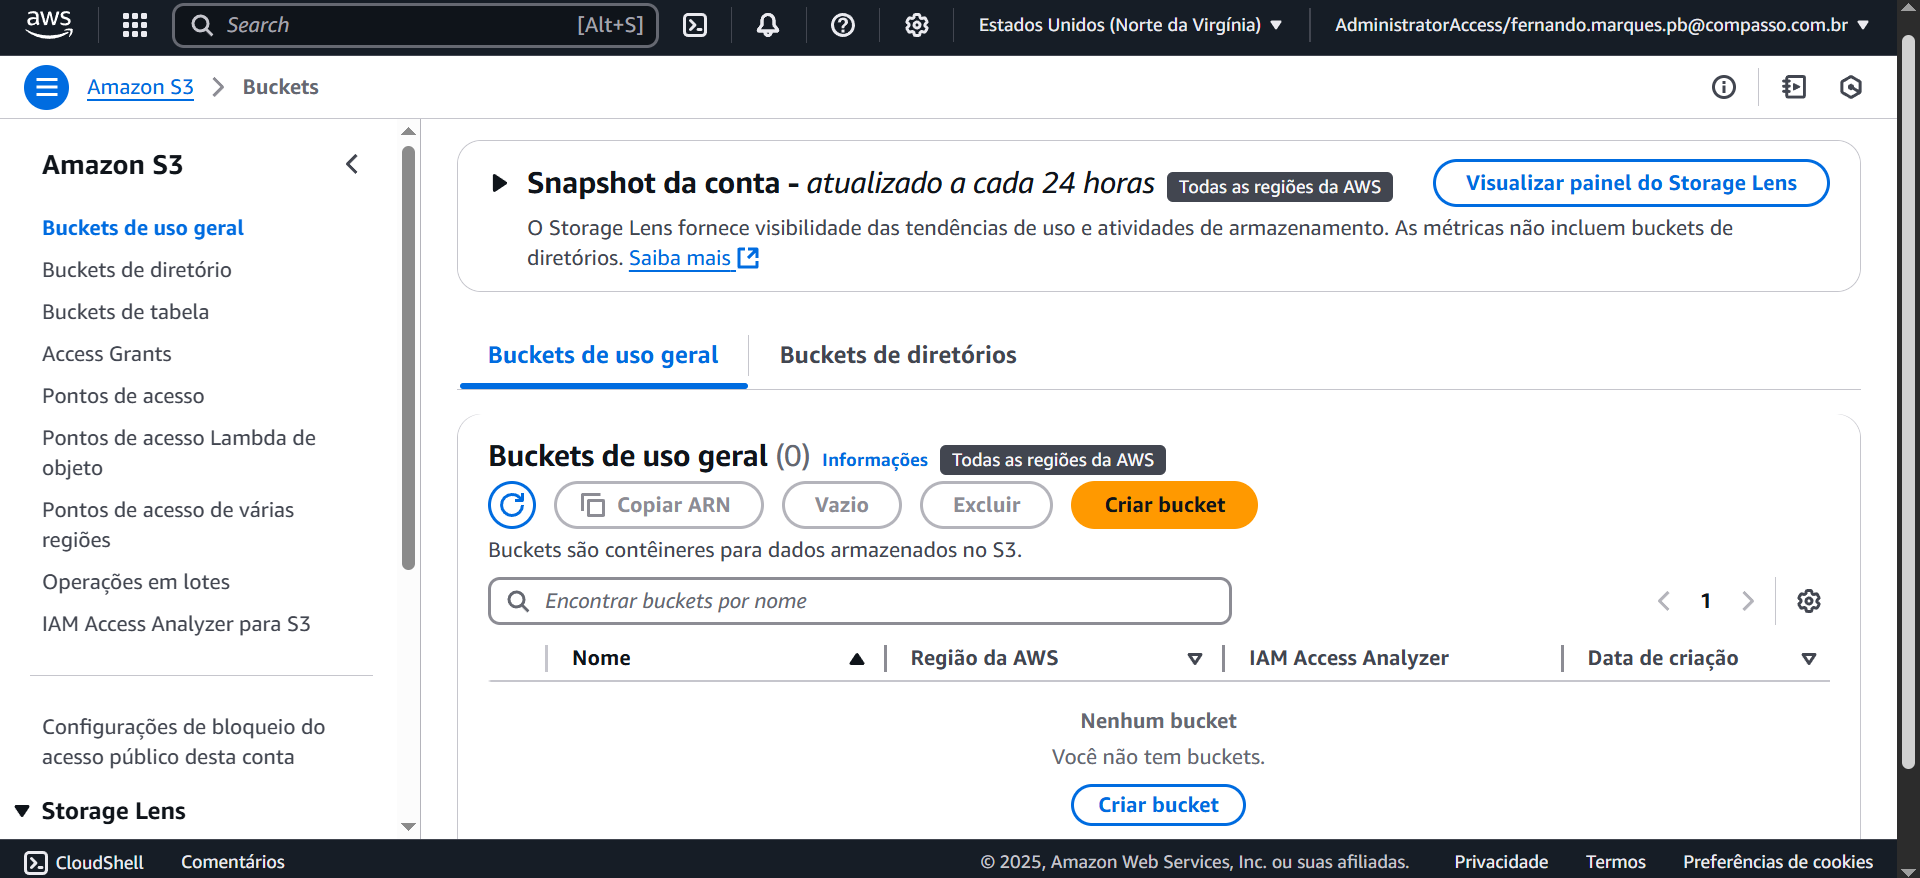 aws
Search [Alt+S]
Estados Unidos (Norte da Virgínia)
AdministratorAccess/fernando.marques.pb@compasso.com.br
Amazon S3 > Buckets
Amazon S3
Buckets de uso geral
Buckets de diretório
Buckets de tabela
Access Grants
Pontos de acesso
Pontos de acesso Lambda de
objeto
Pontos de acesso de várias
regiões
Operações em lotes
IAM Access Analyzer para S3
Configurações de bloqueio do
acesso público desta conta
Storage Lens
Snapshot da conta - atualizado a cada 24 horas Todas as regiões da AWS
Visualizar painel do Storage Lens
O Storage Lens fornece visibilidade das tendências de uso e atividades de armazenamento. As métricas não incluem buckets de
diretórios. Saiba mais
Buckets de uso geral
Buckets de diretórios
Buckets de uso geral (0) Informações Todas as regiões da AWS
Copiar ARN
Vazio
Excluir
Criar bucket
Buckets são contêineres para dados armazenados no S3.
Encontrar buckets por nome
1
Nome
Região da AWS
IAM Access Analyzer
Data de criação
Nenhum bucket
Você não tem buckets.
Criar bucket
CloudShell
Comentários
© 2025, Amazon Web Services, Inc. ou suas afiliadas.
Privacidade
Termos
Preferências de cookies